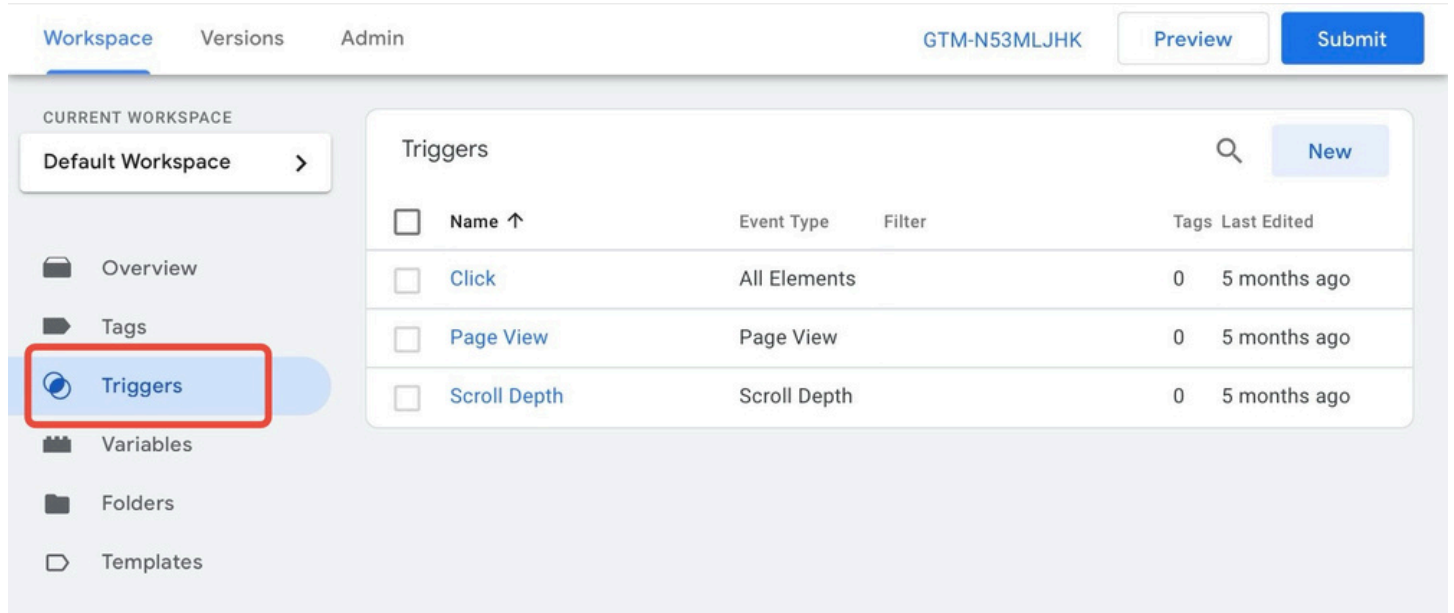 Workspace Versions Admin GTM-N53MLJHK Preview Submit
CURRENT WORKSPACE
Default Workspace
Overview
Tags
Triggers
Variables
Folders
Templates
Triggers New
Name Event Type Filter Tags Last Edited
Click All Elements 0 5 months ago
Page View Page View 0 5 months ago
Scroll Depth Scroll Depth 0 5 months ago